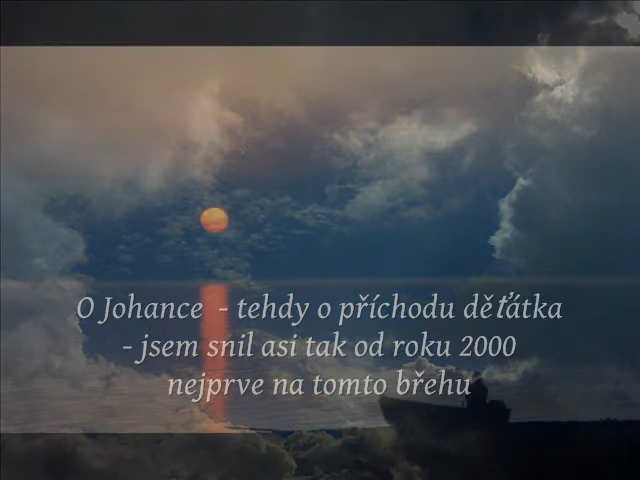 O Johance - tehdy o příchodu děťátka
- jsem snil asi tak od roku 2000
nejprve na tomto břehu